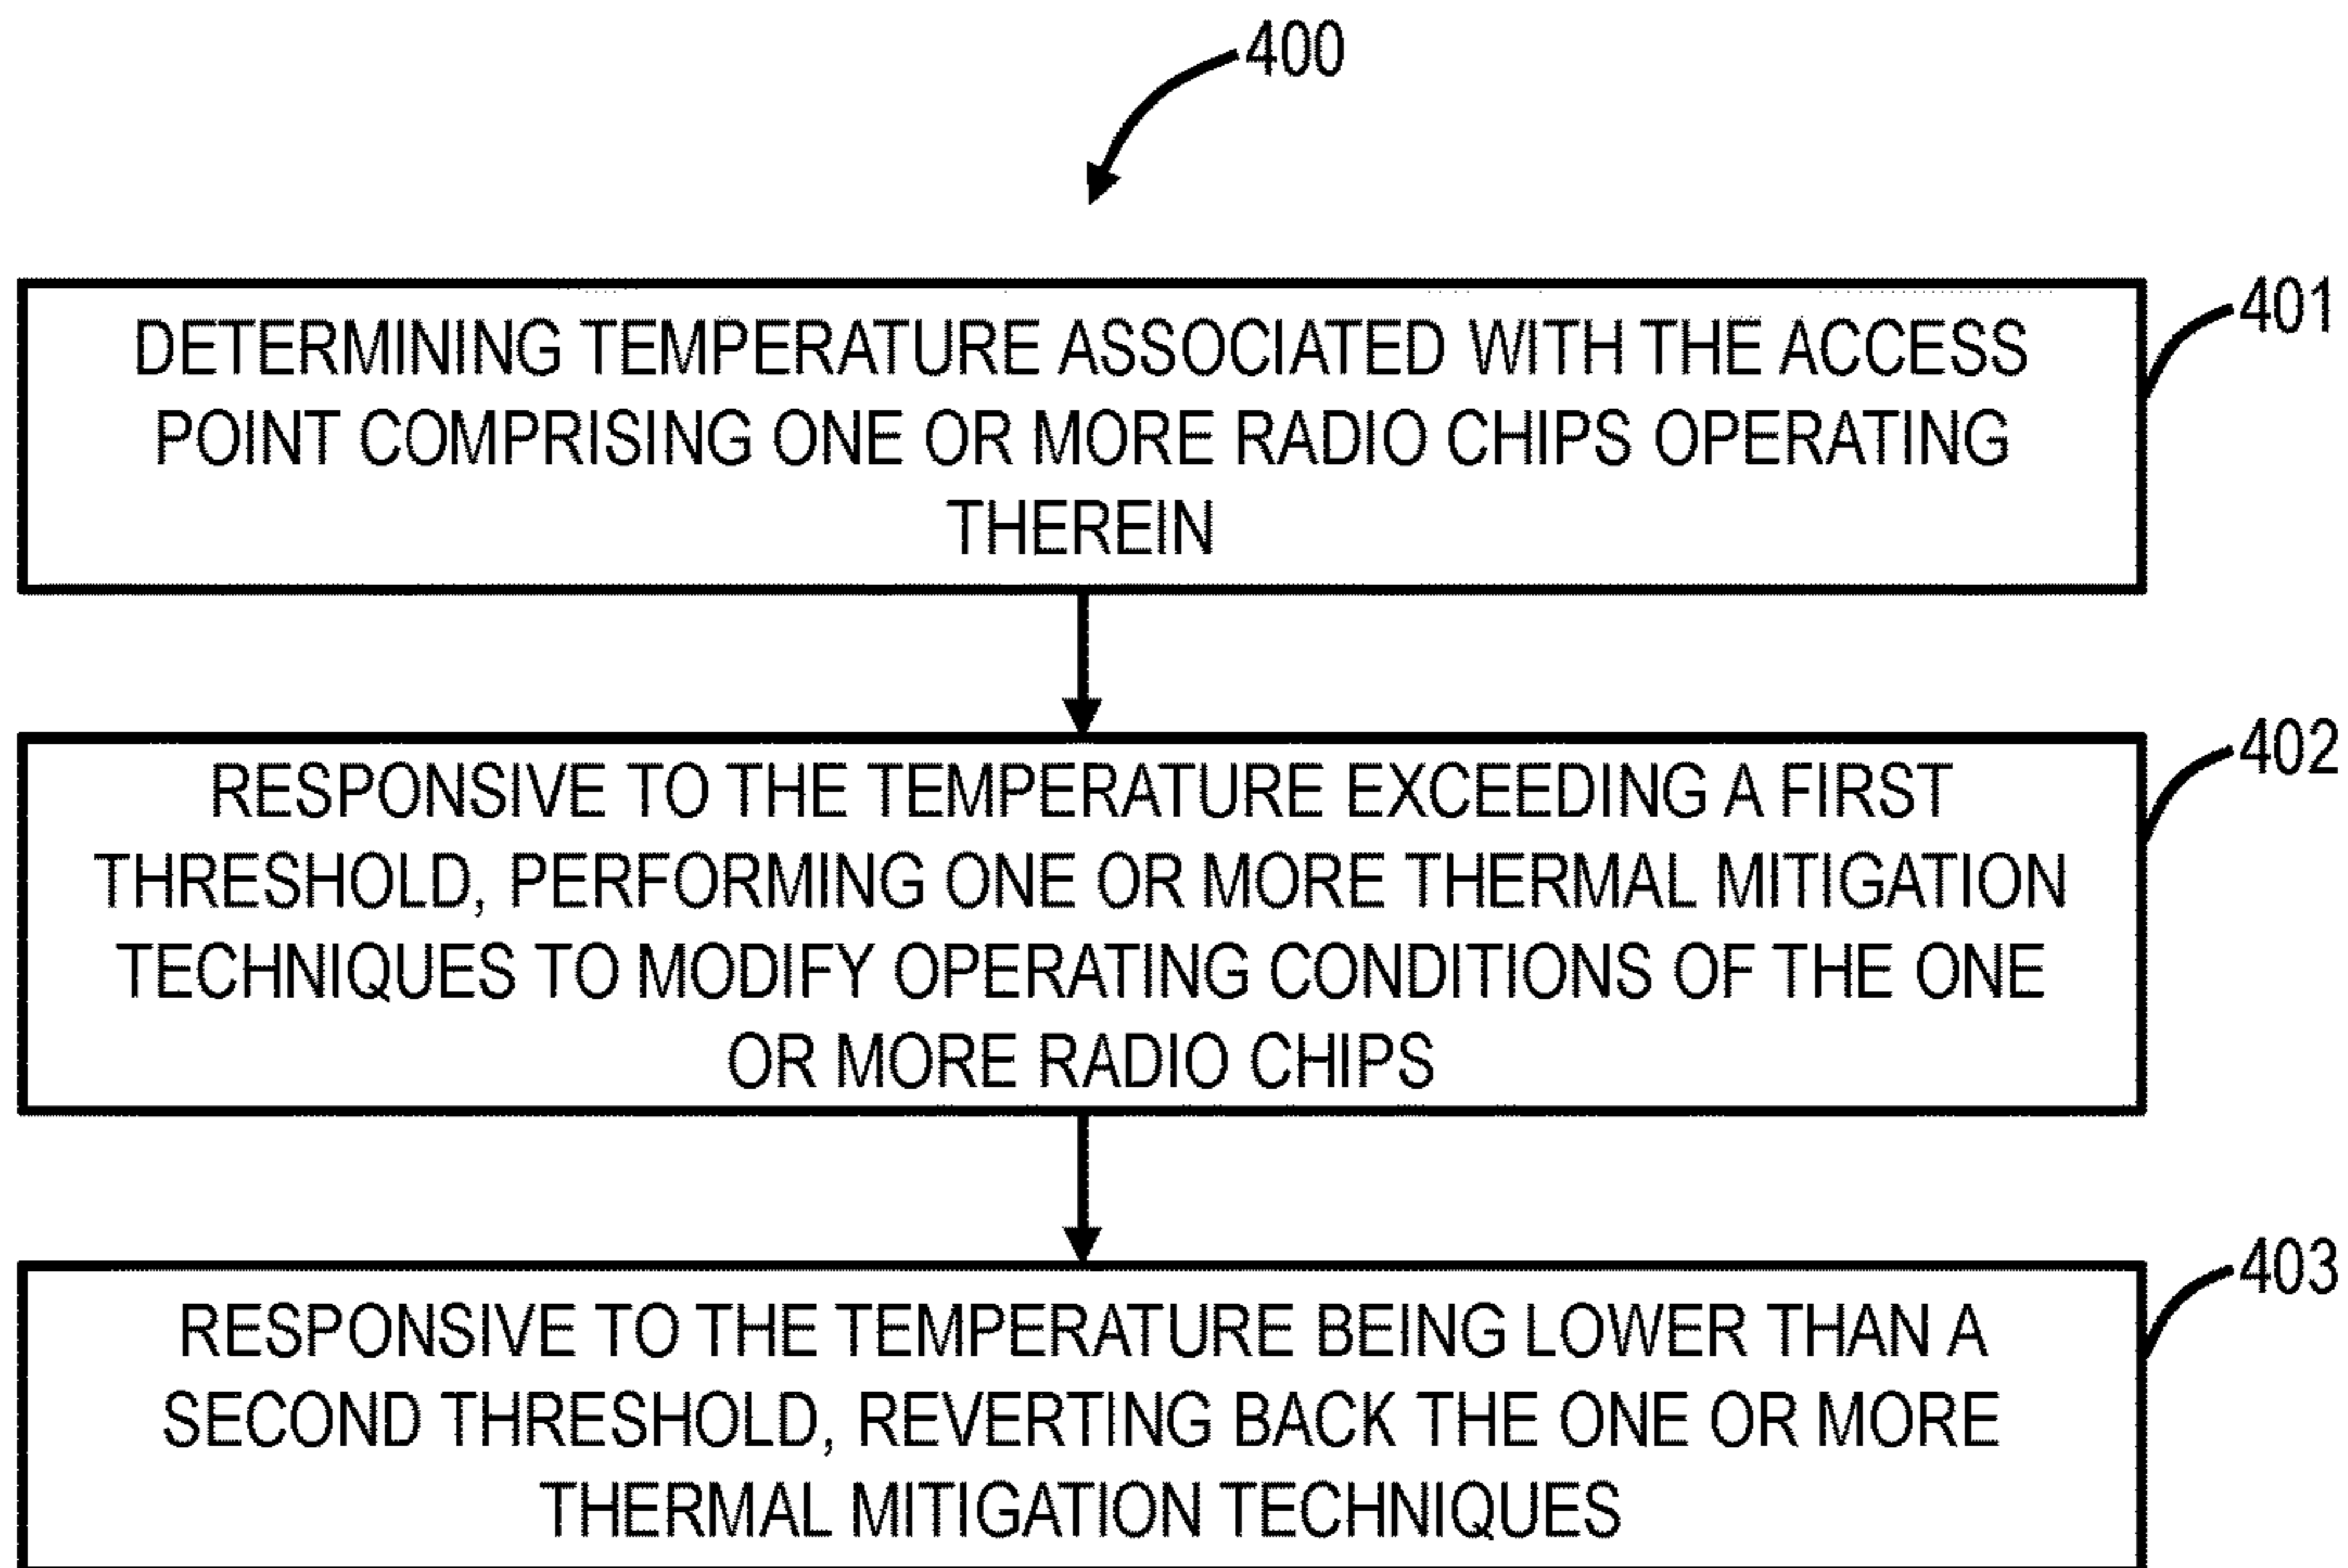 400
401
DETERMINING TEMPERATURE ASSOCIATED WITH THE ACCESS
POINT COMPRISING ONE OR MORE RADIO CHIPS OPERATING
THEREIN
402
RESPONSIVE TO THE TEMPERATURE EXCEEDING A FIRST
THRESHOLD, PERFORMING ONE OR MORE THERMAL MITIGATION
TECHNIQUES TO MODIFY OPERATING CONDITIONS OF THE ONE
OR MORE RADIO CHIPS
403
RESPONSIVE TO THE TEMPERATURE BEING LOWER THAN A
SECOND THRESHOLD, REVERTING BACK THE ONE OR MORE
THERMAL MITIGATION TECHNIQUES